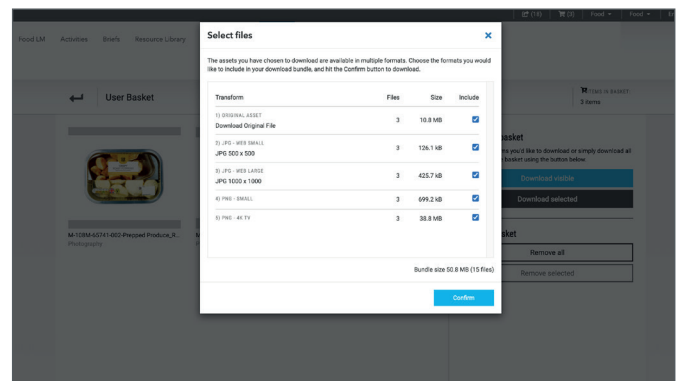 (16) (3) Food Food
Food LM Activities Briefs Resource Library
Select files
The assets you have chosen to download are available in multiple formats. Choose the formats you would
like to include in your download bundle, and hit the Confirm button to download.
Transform Files Size Include
1) ORIGINAL ASSET
Download Original File 3 10.8 MB
2) JPG - WEB SMALL
JPG 500 x 500 3 126.1 kB
3) JPG - WEB LARGE
JPG 1000 x 1000 3 425.7 kB
4) PNG - SMALL 3 699.2 kB
5) PNG - 4K TV 3 38.8 MB
Bundle size 50.8 MB (15 files)
Confirm
User Basket
ITEMS IN BASKET:
3 items
M-108M-65741-002-Prepped Produce_R...
Photography
asket
you'd like to download or simply download all
basket using the button below.
Download visible
Download selected
sket
Remove all
Remove selected